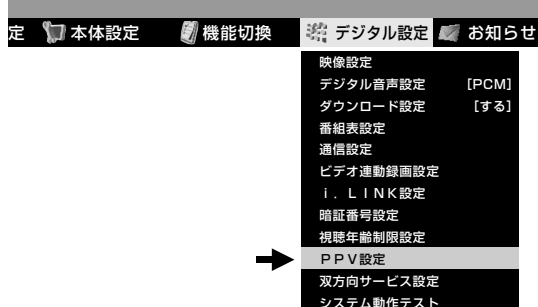 定 本体設定 機能切換 デジタル設定 お知らせ
映像設定
デジタル音声設定 [PCM]
ダウンロード設定 [する]
番組表設定
通信設定
ビデオ連動録画設定
ｉ．ＬＩＮＫ設定
暗証番号設定
視聴年齢制限設定
ＰＰＶ設定
双方向サービス設定
システム動作テスト